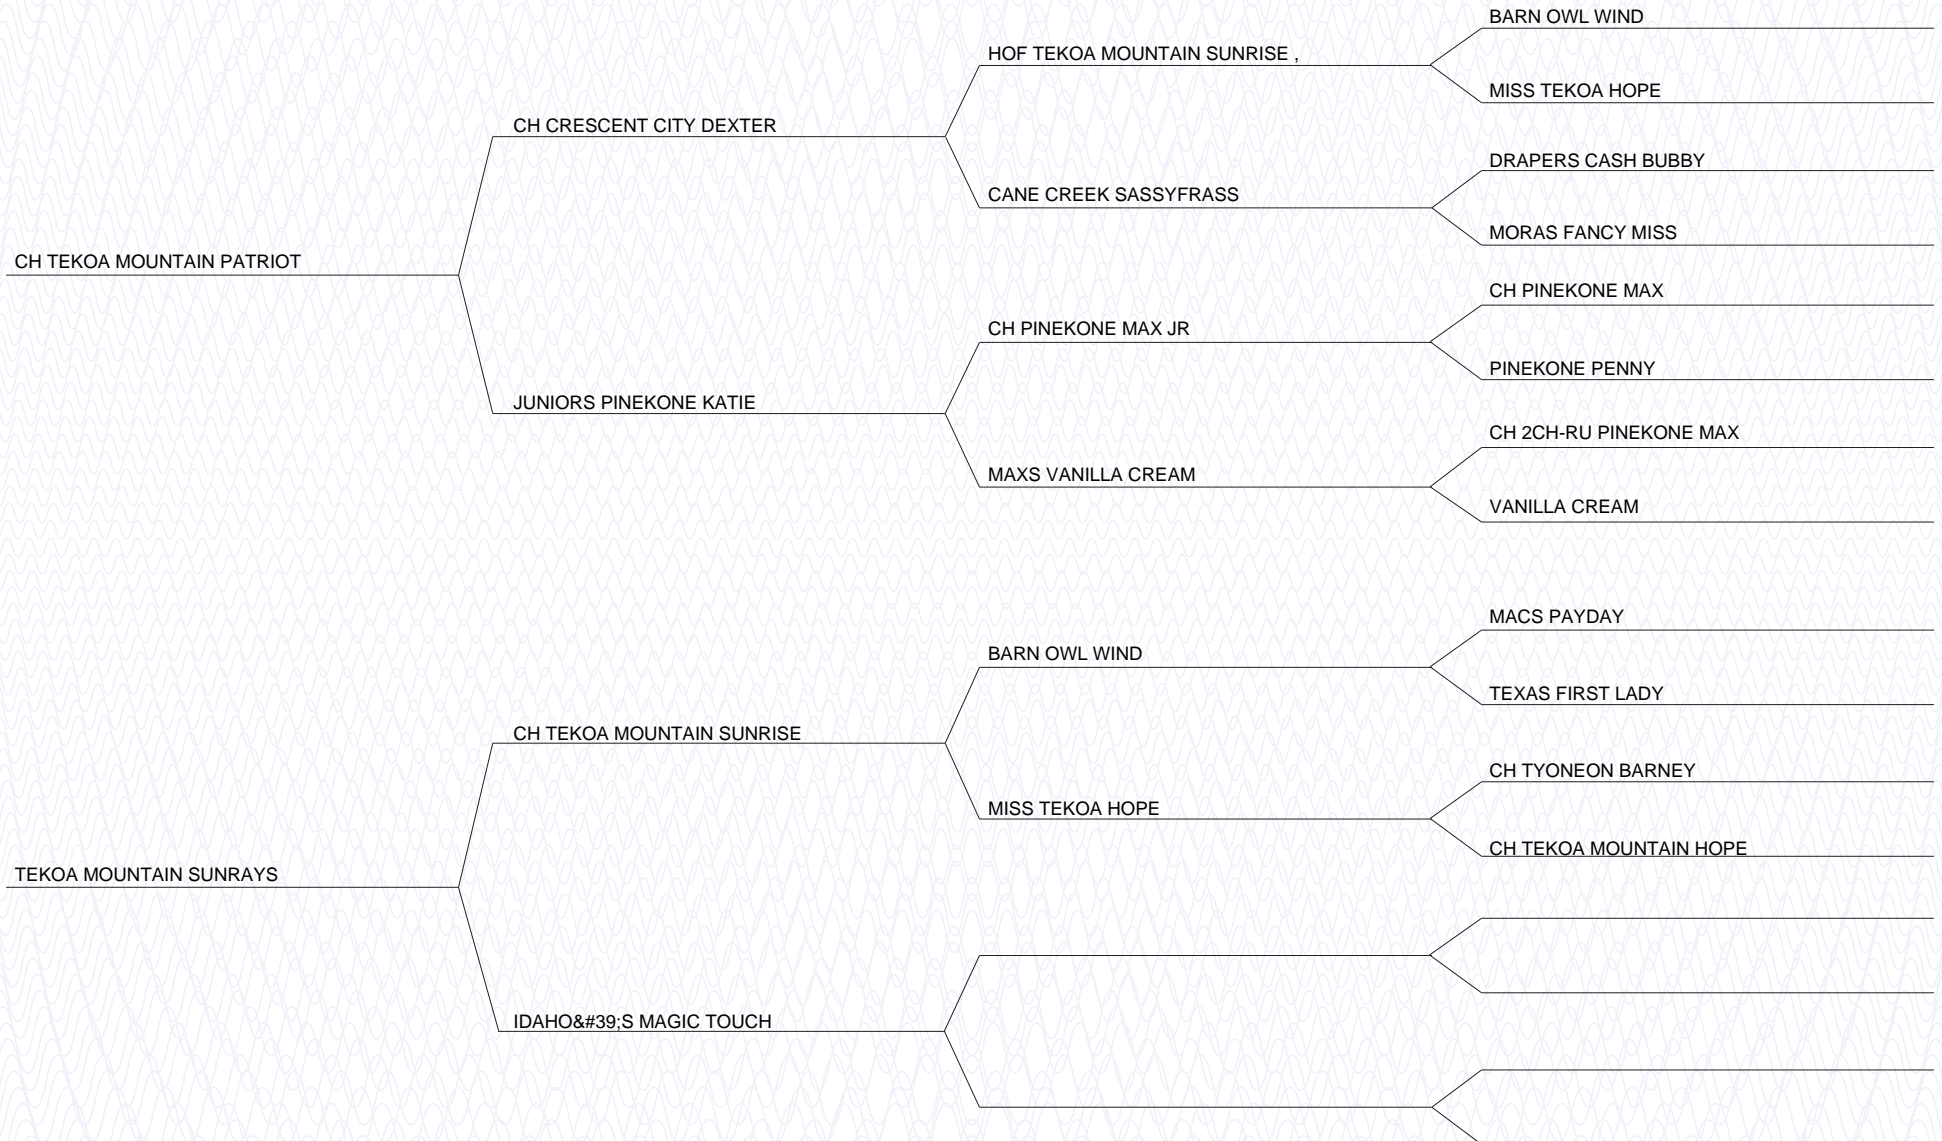 BARN OWL WIND
HOF TEKOA MOUNTAIN SUNRISE ,
MISS TEKOA HOPE
CH CRESCENT CITY DEXTER
DRAPERS CASH BUBBY
CANE CREEK SASSYFRASS
MORAS FANCY MISS
CH TEKOA MOUNTAIN PATRIOT
CH PINEKONE MAX
CH PINEKONE MAX JR
PINEKONE PENNY
JUNIORS PINEKONE KATIE
CH 2CH-RU PINEKONE MAX
MAXS VANILLA CREAM
VANILLA CREAM
MACS PAYDAY
BARN OWL WIND
TEXAS FIRST LADY
CH TEKOA MOUNTAIN SUNRISE
CH TYONEON BARNEY
MISS TEKOA HOPE
CH TEKOA MOUNTAIN HOPE
TEKOA MOUNTAIN SUNRAYS
IDAHO&#39;S MAGIC TOUCH